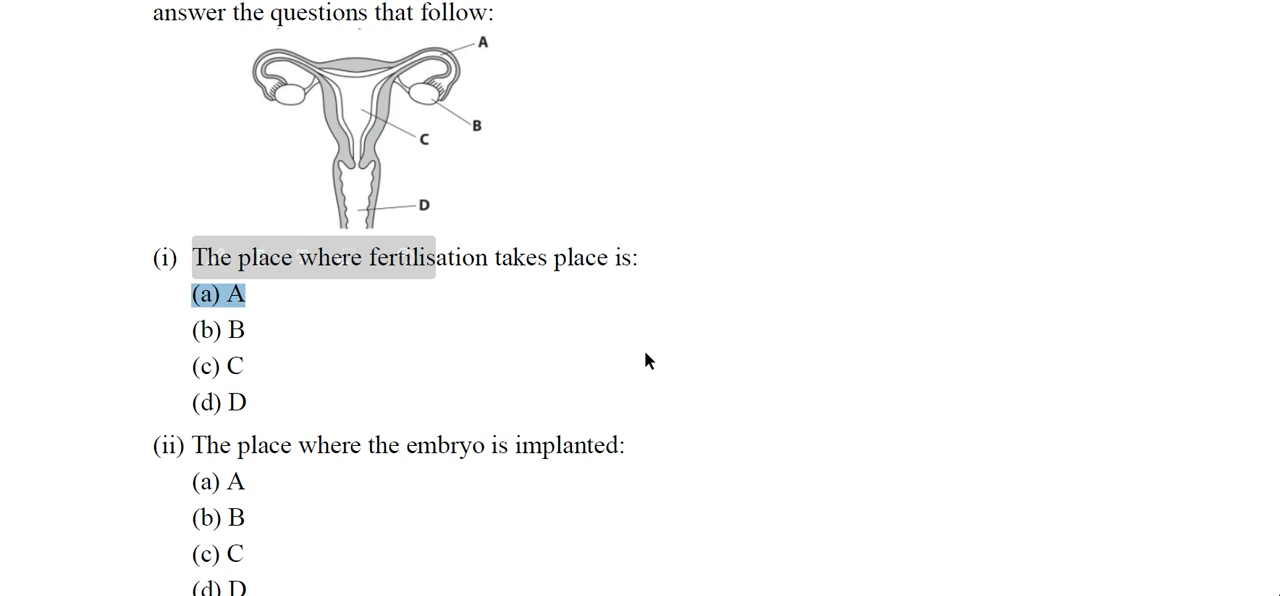 answer the questions that follow:
A
B
C
D
(i) The place where fertilisation takes place is:
(a) A
(b) B
(c) C
(d) D
(ii) The place where the embryo is implanted:
(a) A
(b) B
(c) C
(d) D